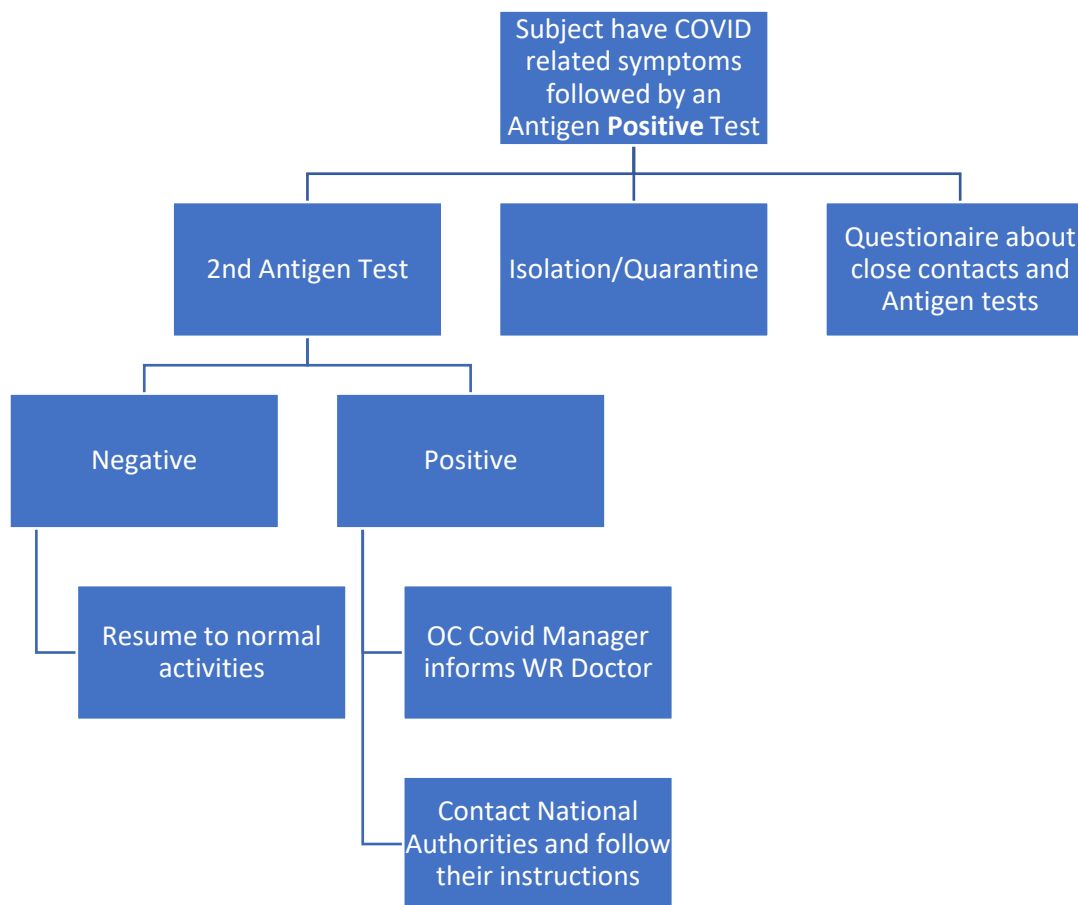 Subject have COVID
related symptoms
followed by an
Antigen Positive Test
2nd Antigen Test
Isolation/Quarantine
Questionaire about
close contacts and
Antigen tests
Negative
Positive
Resume to normal
activities
OC Covid Manager
informs WR Doctor
Contact National
Authorities and follow
their instructions